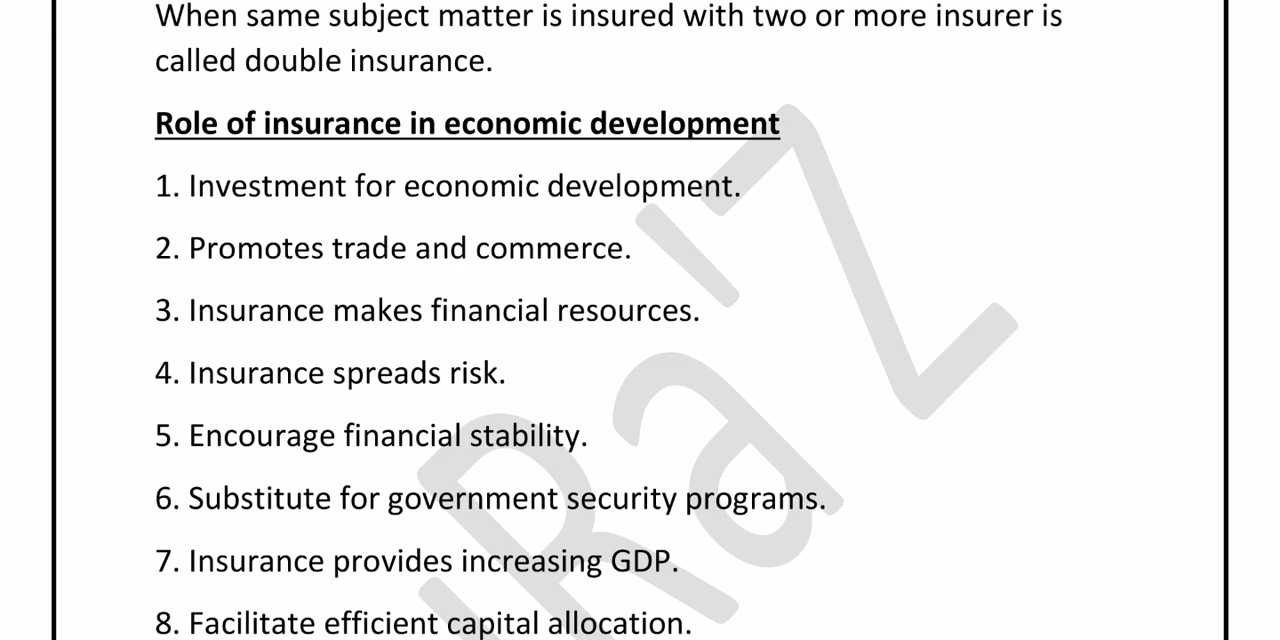 When same subject matter is insured with two or more insurer is
called double insurance.
Role of insurance in economic development
1. Investment for economic development.
2. Promotes trade and commerce.
3. Insurance makes financial resources.
4. Insurance spreads risk.
5. Encourage financial stability.
6. Substitute for government security programs.
7. Insurance provides increasing GDP.
8. Facilitate efficient capital allocation.